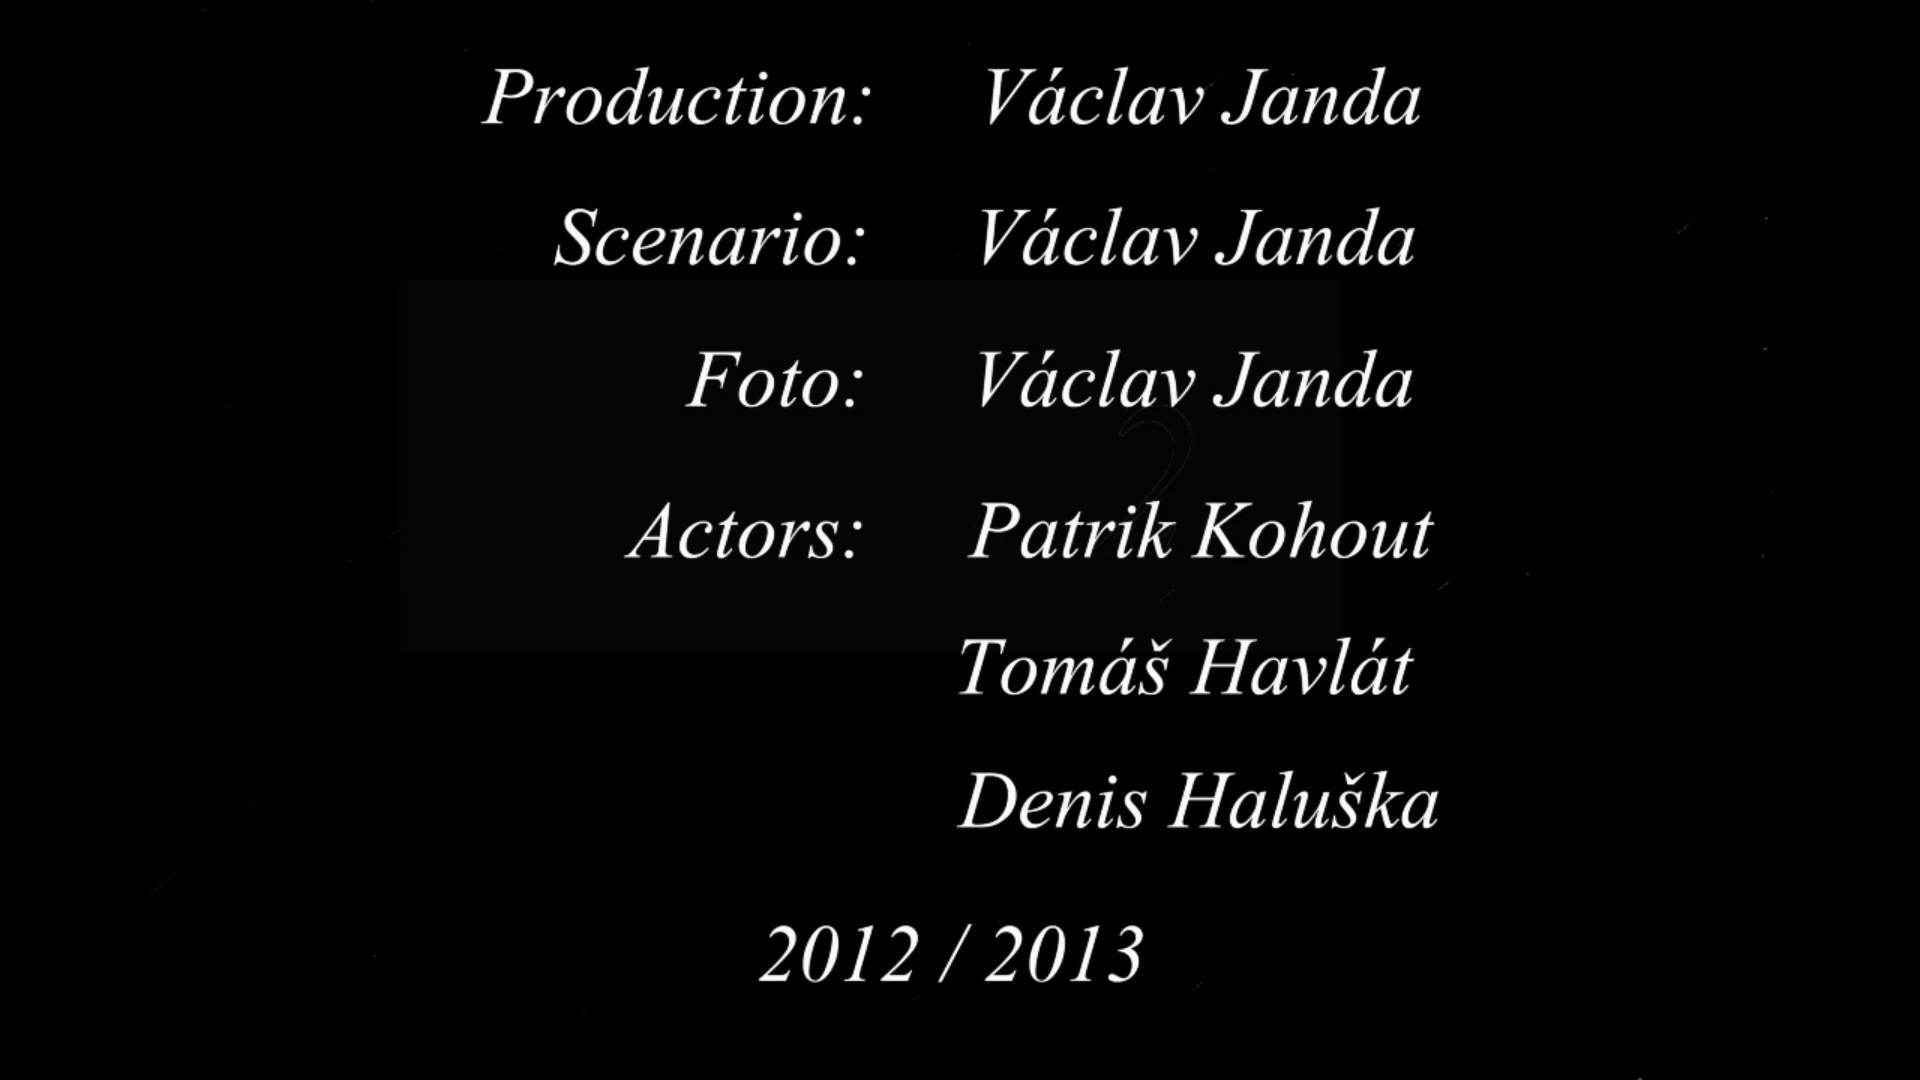 Production: Václav Janda
Scenario: Václav Janda
Foto: Václav Janda
Actors: Patrik Kohout
Tomáš Havlát
Denis Haluška
2012 / 2013